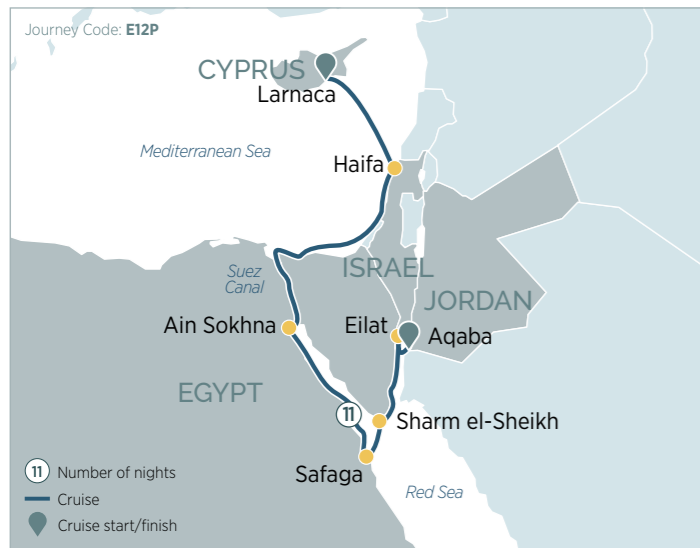 Journey Code: E12P
CYPRUS
Larnaca
Mediterranean Sea
Haifa
Suez
Canal
ISRAEL
JORDAN
Ain Sokhna
Eilat
Aqaba
EGYPT
11
Sharm el-Sheikh
Safaga
Red Sea
11 Number of nights
Cruise
Cruise start/finish